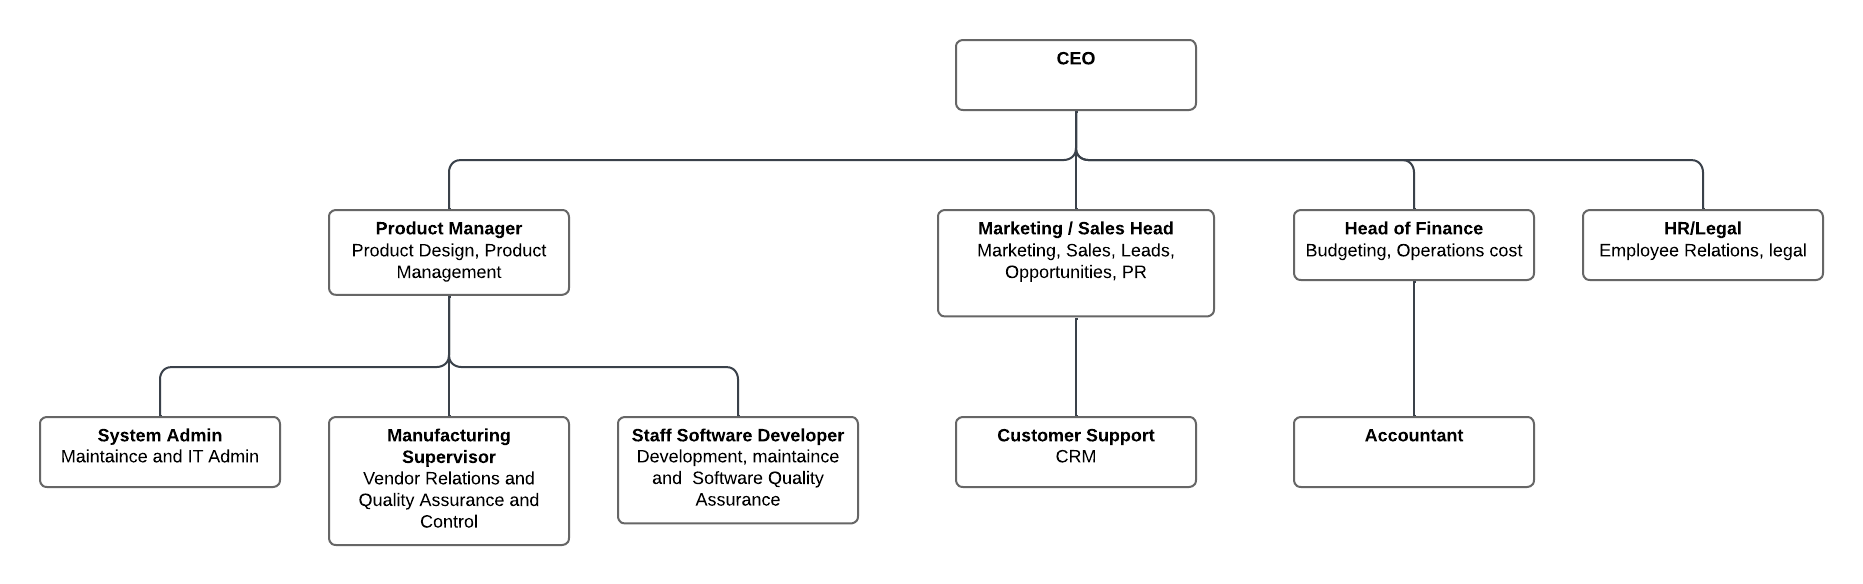 CEO
Product Manager
Product Design, Product
Management
Marketing / Sales Head
Marketing, Sales, Leads,
Opportunities, PR
Head of Finance
Budgeting, Operations cost
HR/Legal
Employee Relations, legal
System Admin
Maintaince and IT Admin
Manufacturing
Supervisor
Vendor Relations and
Quality Assurance and
Control
Staff Software Developer
Development, maintaince
and  Software Quality
Assurance
Customer Support
CRM
Accountant